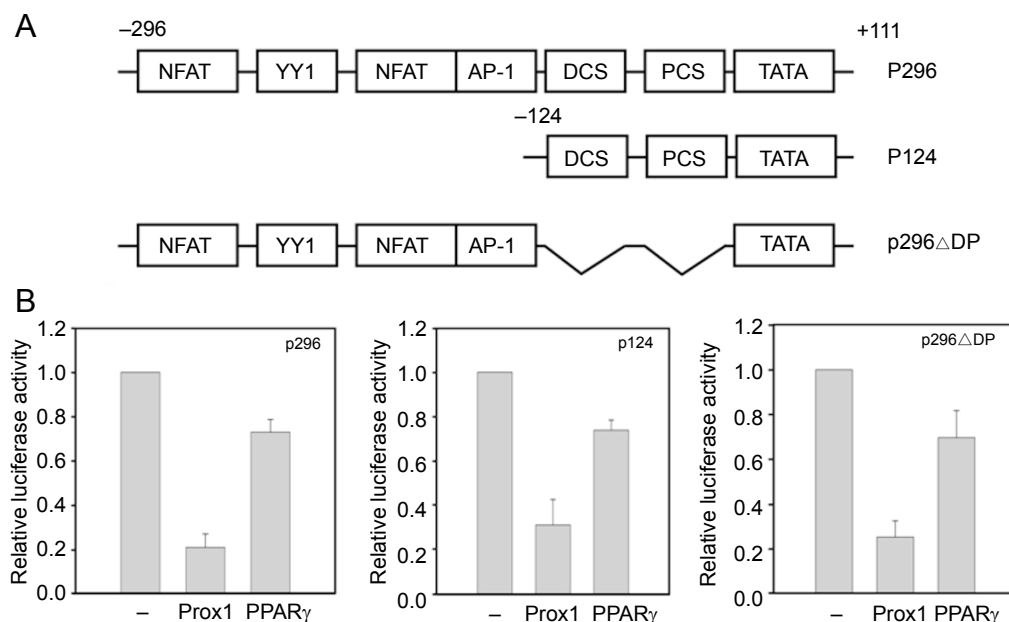 A
–296 +111
NFAT YY1 NFAT AP-1 DCS PCS TATA P296
–124
DCS PCS TATA P124
NFAT YY1 NFAT AP-1 TATA p296△DP
B
Relative luciferase activity
1.2
1.0
0.8
0.6
0.4
0.2
0.0
p296
– Prox1 PPARγ
Relative luciferase activity
1.2
1.0
0.8
0.6
0.4
0.2
0.0
p124
– Prox1 PPARγ
Relative luciferase activity
1.2
1.0
0.8
0.6
0.4
0.2
0.0
p296△DP
– Prox1 PPARγ